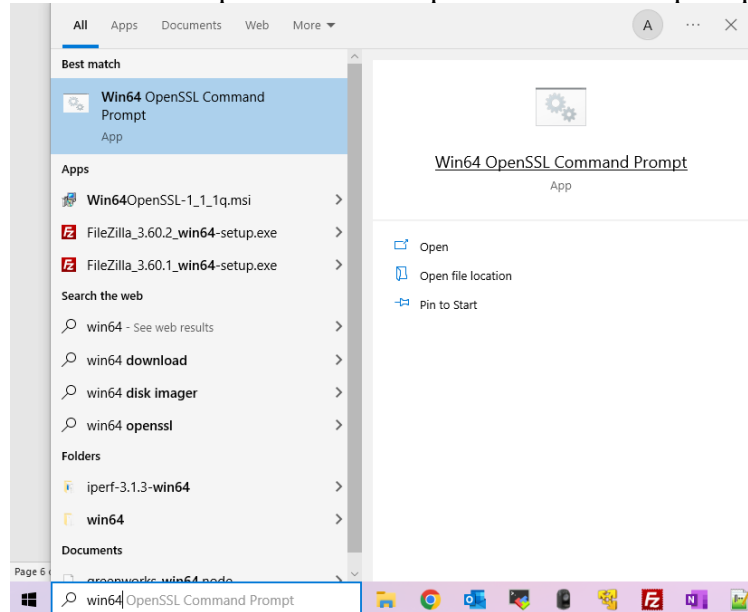 All Apps Documents Web More
A
Best match
Win64 OpenSSL Command
Prompt
App
Apps
Win64OpenSSL-1_1_1q.msi
FileZilla_3.60.2_win64-setup.exe
FileZilla_3.60.1_win64-setup.exe
Search the web
win64 - See web results
win64 download
win64 disk imager
win64 openssl
Folders
iperf-3.1.3-win64
win64
Documents
greenworks-win64.node
Win64 OpenSSL Command Prompt
App
Open
Open file location
Pin to Start
Page 6
win64 OpenSSL Command Prompt